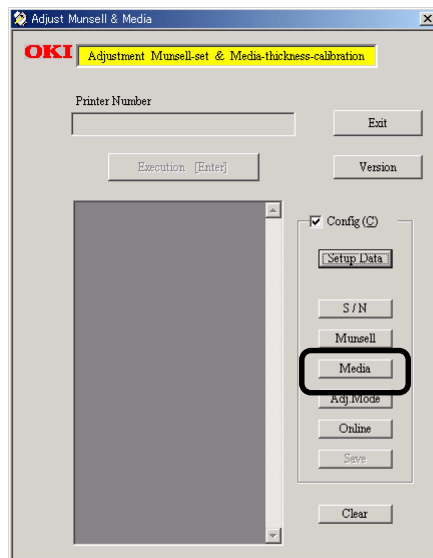 Adjust Munsell & Media
OKI Adjustment Munsell-set & Media-thickness-calibration
Printer Number
Exit
Execution [Enter]
Version
Config (C)
Setup Data
S / N
Munsell
Media
Adj.Mode
Online
Save
Clear